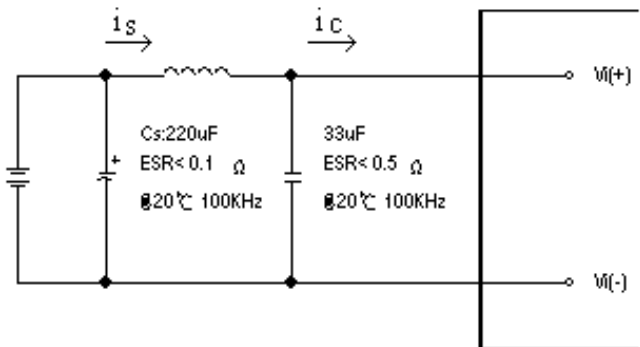 is
ic
Vi(+)
Cs:220uF
33uF
+
ESR<0.1 Ω
ESR<0.5 Ω
@20℃ 100KHz
@20℃ 100KHz
Vi(-)